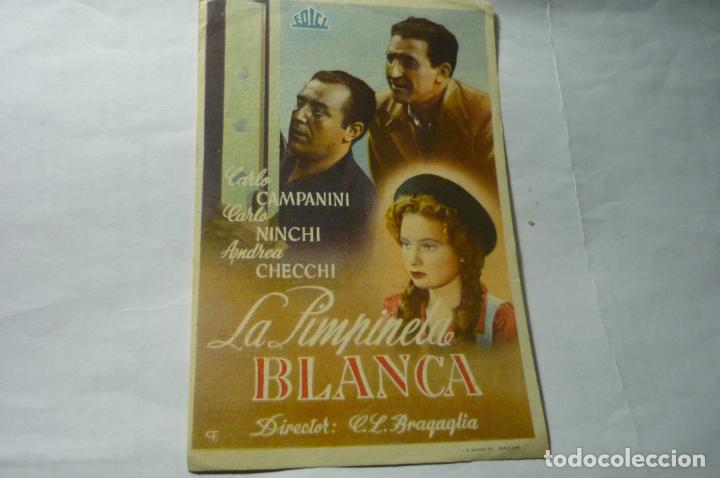 EDICI
Carlo
CAMPANINI
Carlo
NINCHI
Andrea
CHECCHI
La Pimpinela
BLANCA
Director: C.L. Bragaglia
todocoleccion